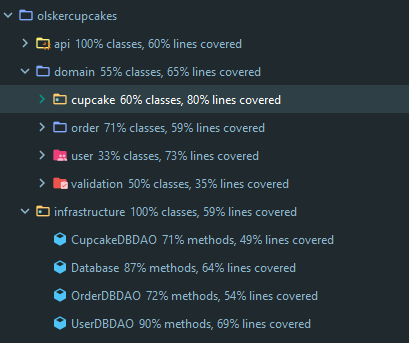 olskercupcakes
api 100% classes, 60% lines covered
domain 55% classes, 65% lines covered
cupcake 60% classes, 80% lines covered
order 71% classes, 59% lines covered
user 33% classes, 73% lines covered
validation 50% classes, 35% lines covered
infrastructure 100% classes, 59% lines covered
CupcakeDBDAO 71% methods, 49% lines covered
Database 87% methods, 64% lines covered
OrderDBDAO 72% methods, 54% lines covered
UserDBDAO 90% methods, 69% lines covered